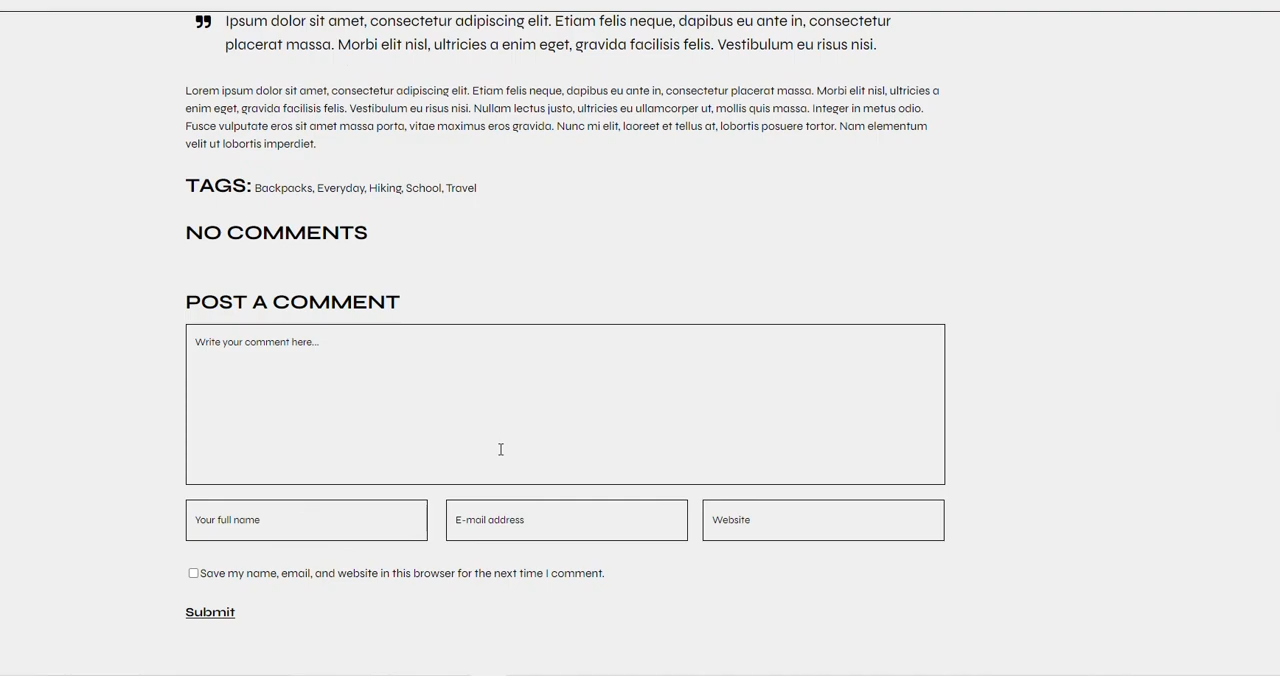 Ipsum dolor sit amet, consectetur adipiscing elit. Etiam felis neque, dapibus eu ante in, consectetur
placerat massa. Morbi elit nisl, ultricies a enim eget, gravida facilisis felis. Vestibulum eu risus nisi.
Lorem ipsum dolor sit amet, consectetur adipiscing elit. Etiam felis neque, dapibus eu ante in, consectetur placerat massa. Morbi elit nisl, ultricies a
enim eget, gravida facilisis felis. Vestibulum eu risus nisi. Nullam lectus justo, ultricies eu ullamcorper ut, mollis quis massa. Integer in metus odio.
Fusce vulputate eros sit amet massa porta, vitae maximus eros gravida. Nunc mi elit, laoreet et tellus at, lobortis posuere tortor. Nam elementum
velit ut lobortis imperdiet.
TAGS: Backpacks, Everyday, Hiking, School, Travel
NO COMMENTS
POST A COMMENT
Write your comment here...
Your full name
E-mail address
Website
Save my name, email, and website in this browser for the next time I comment.
Submit